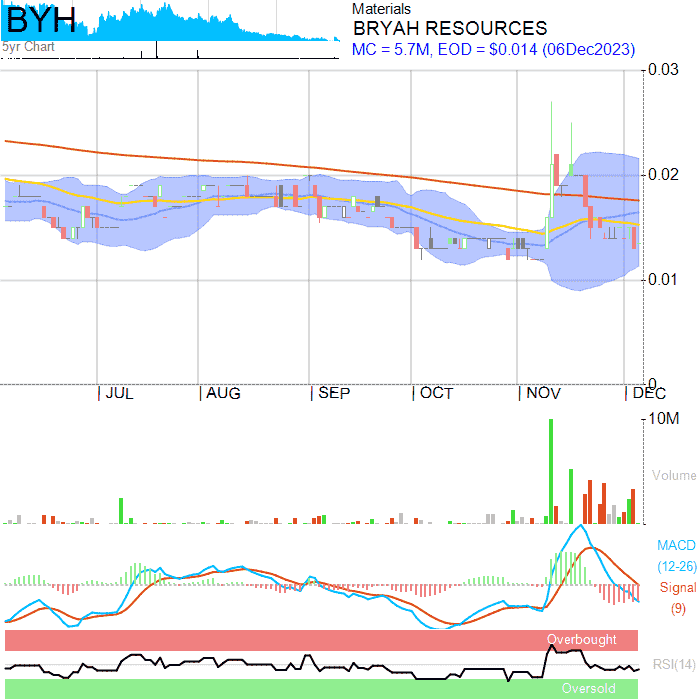 BYH
5yr Chart
Materials
BRYAH RESOURCES
MC = 5.7M, EOD = $0.014 (06Dec2023)
0.03
0.02
0.01
0
| JUL | AUG | SEP | OCT | NOV | DEC
10M
Volume
MACD
(12-26)
Signal
(9)
Overbought
RSI(14)
Oversold